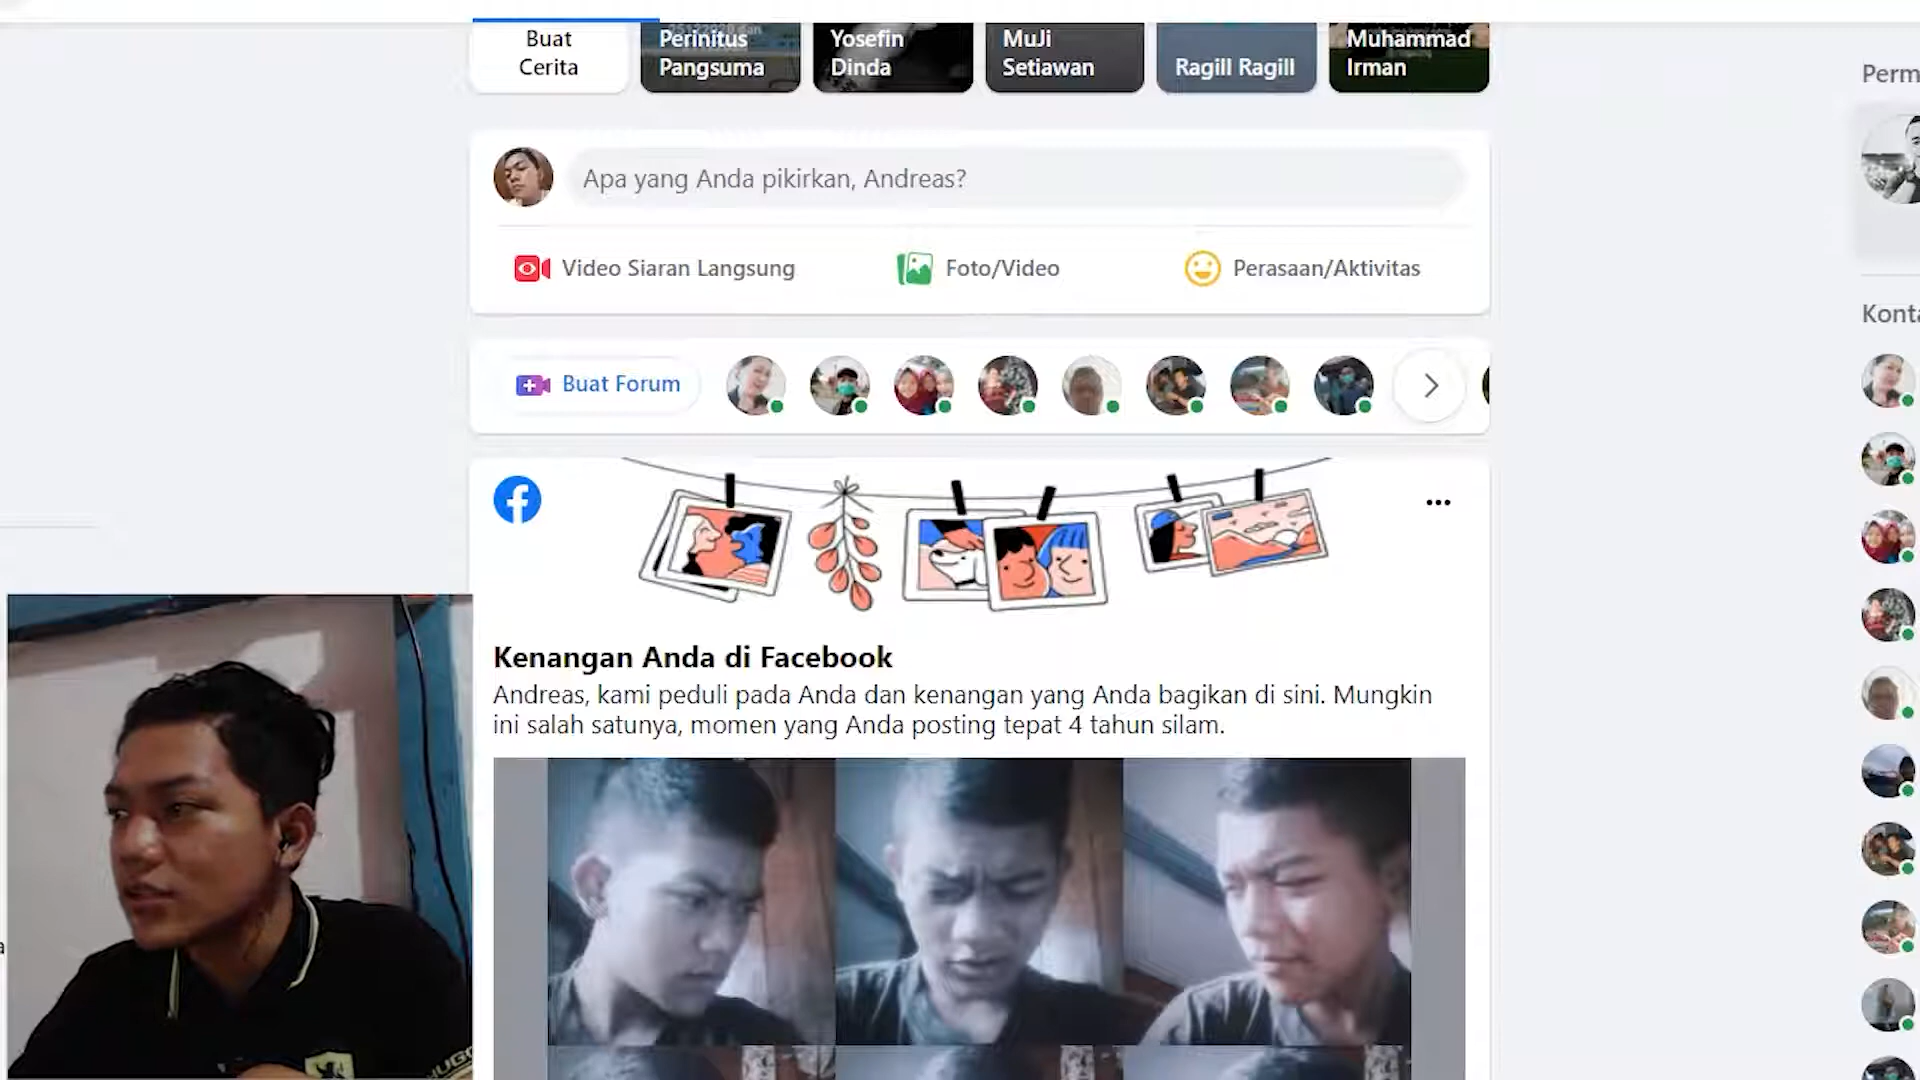 Buat
Cerita
Perinitus
Pangsuma
Yosefin
Dinda
MuJi
Setiawan
Ragill Ragill
Muhammad
Irman
Perm
Apa yang Anda pikirkan, Andreas?
Video Siaran Langsung
Foto/Video
Perasaan/Aktivitas
Konta
Buat Forum
Kenangan Anda di Facebook
Andreas, kami peduli pada Anda dan kenangan yang Anda bagikan di sini. Mungkin
ini salah satunya, momen yang Anda posting tepat 4 tahun silam.
a